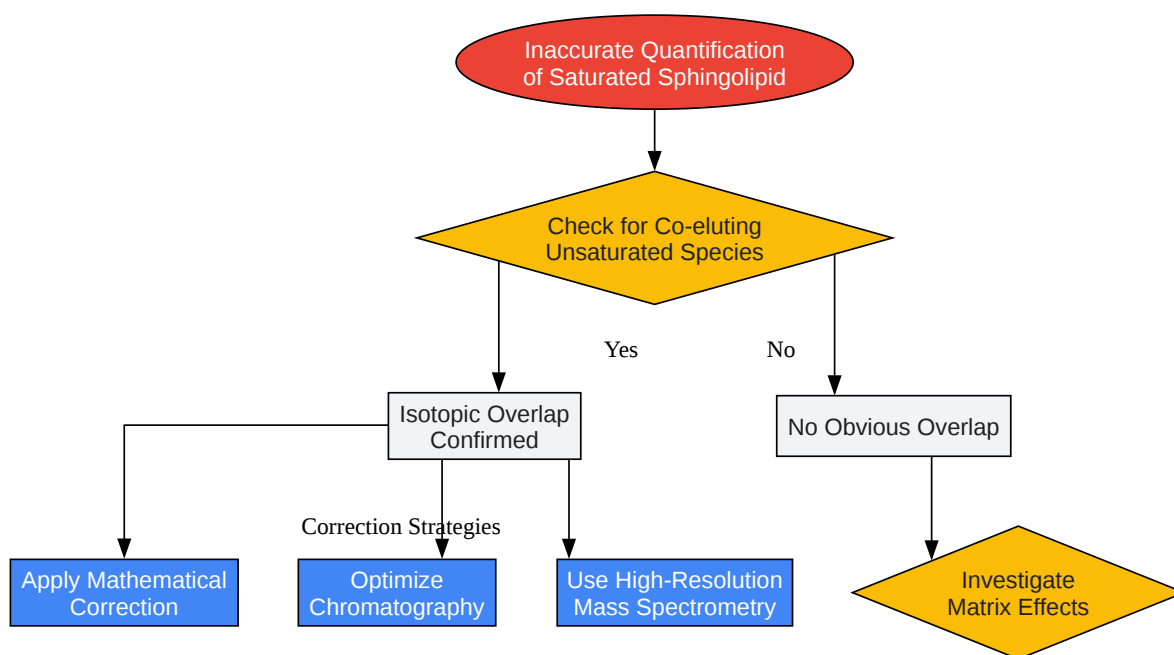 Inaccurate Quantification
of Saturated Sphingolipid
Check for Co-eluting
Unsaturated Species
Yes
No
Isotopic Overlap
Confirmed
No Obvious Overlap
Correction Strategies
Apply Mathematical
Correction
Optimize
Chromatography
Use High-Resolution
Mass Spectrometry
Investigate
Matrix Effects